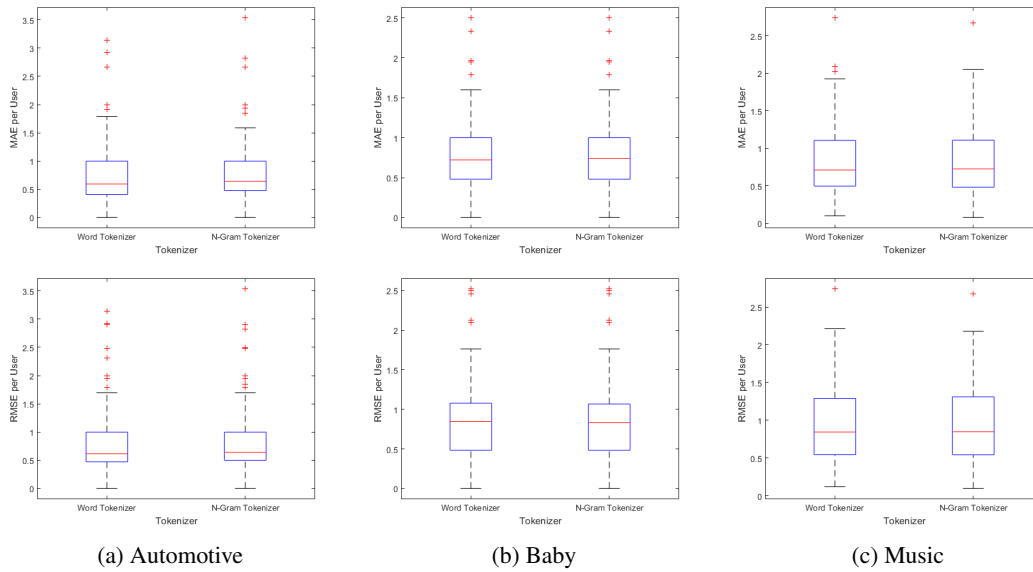 3.5
3
2.5
2
1.5
1
0.5
0
MAE per User
Word Tokenizer
N-Gram Tokenizer
Tokenizer
2.5
2
1.5
1
0.5
0
MAE per User
Word Tokenizer
N-Gram Tokenizer
Tokenizer
2.5
2
1.5
1
0.5
0
MAE per User
Word Tokenizer
N-Gram Tokenizer
Tokenizer
3.5
3
2.5
2
1.5
1
0.5
0
RMSE per User
Word Tokenizer
N-Gram Tokenizer
Tokenizer
2.5
2
1.5
1
0.5
0
RMSE per User
Word Tokenizer
N-Gram Tokenizer
Tokenizer
2.5
2
1.5
1
0.5
0
RMSE per User
Word Tokenizer
N-Gram Tokenizer
Tokenizer
(a) Automotive
(b) Baby
(c) Music